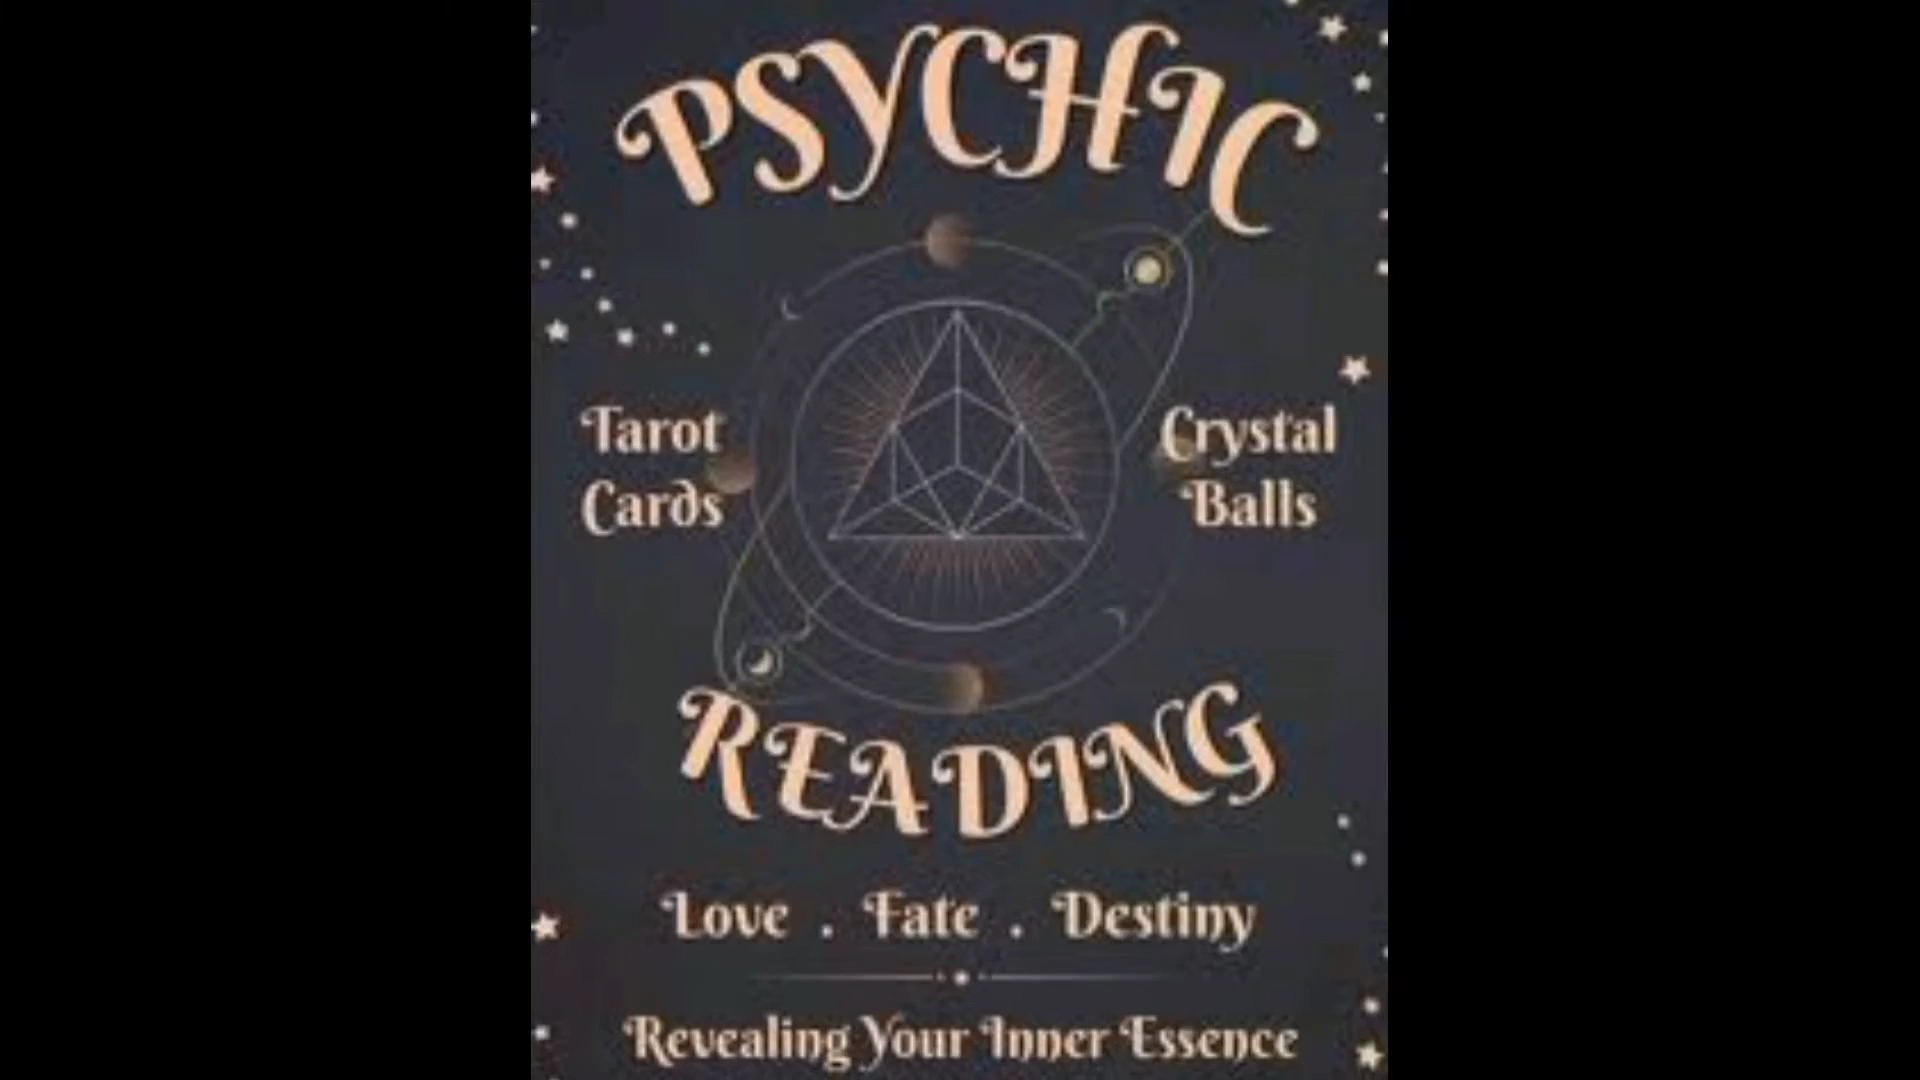 PSYCHIC
Tarot
Cards
Crystal
Balls
READING
Love . Fate . Destiny
Revealing Your Inner Essence